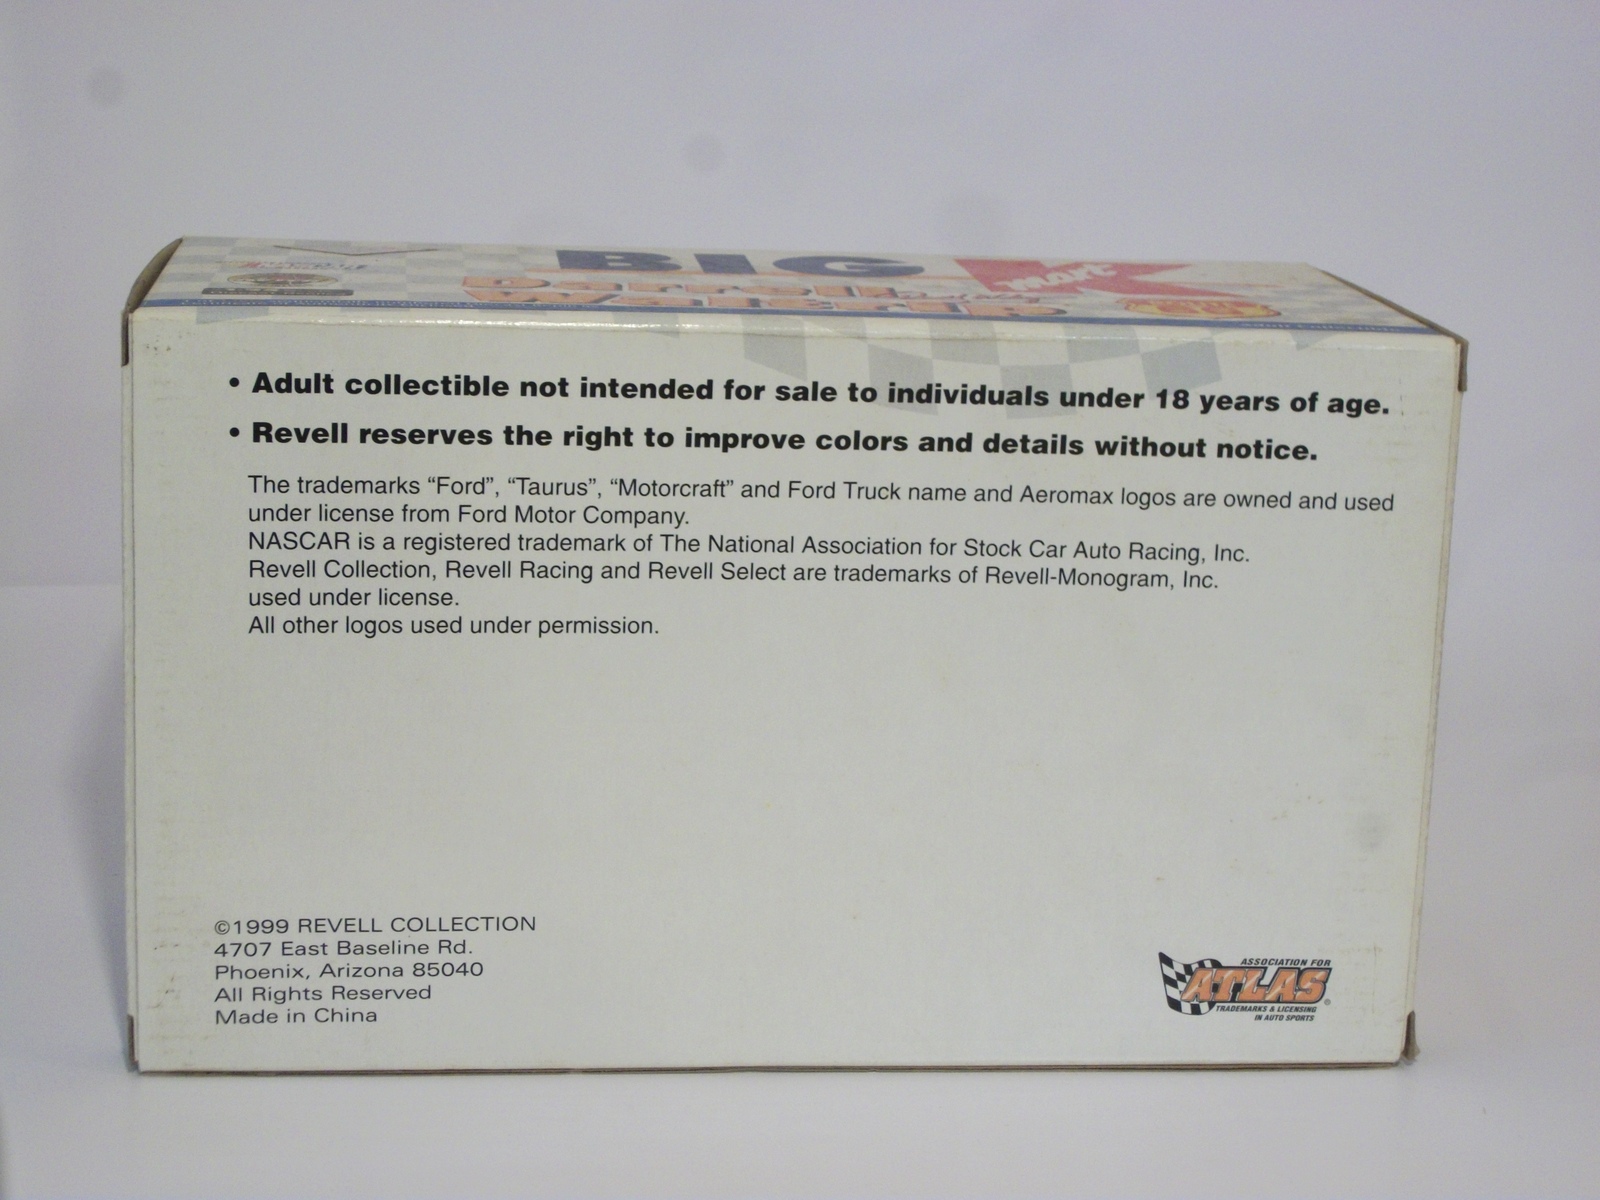 BIG Kmart
Darrell
Waltrip
Adult Collectible
• Adult collectible not intended for sale to individuals under 18 years of age.
• Revell reserves the right to improve colors and details without notice.
The trademarks “Ford”, “Taurus”, “Motorcraft” and Ford Truck name and Aeromax logos are owned and used
under license from Ford Motor Company.
NASCAR is a registered trademark of The National Association for Stock Car Auto Racing, Inc.
Revell Collection, Revell Racing and Revell Select are trademarks of Revell-Monogram, Inc.
used under license.
All other logos used under permission.
©1999 REVELL COLLECTION
4707 East Baseline Rd.
Phoenix, Arizona 85040
All Rights Reserved
Made in China
ASSOCIATION FOR
ATLAS®
TRADEMARKS & LICENSING
IN AUTO SPORTS